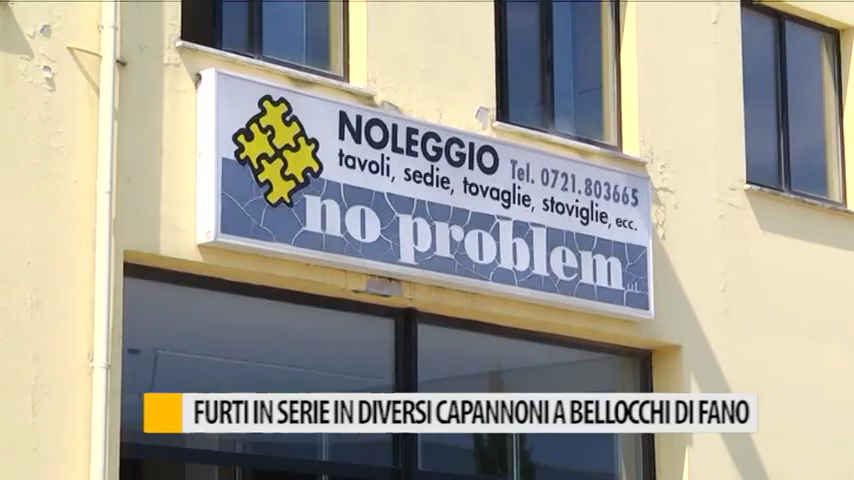 NOLEGGIO Tel. 0721.803665
tavoli, sedie, tovaglie, stoviglie, ecc.
no problem srl
FURTI IN SERIE IN DIVERSI CAPANNONI A BELLOCCHI DI FANO